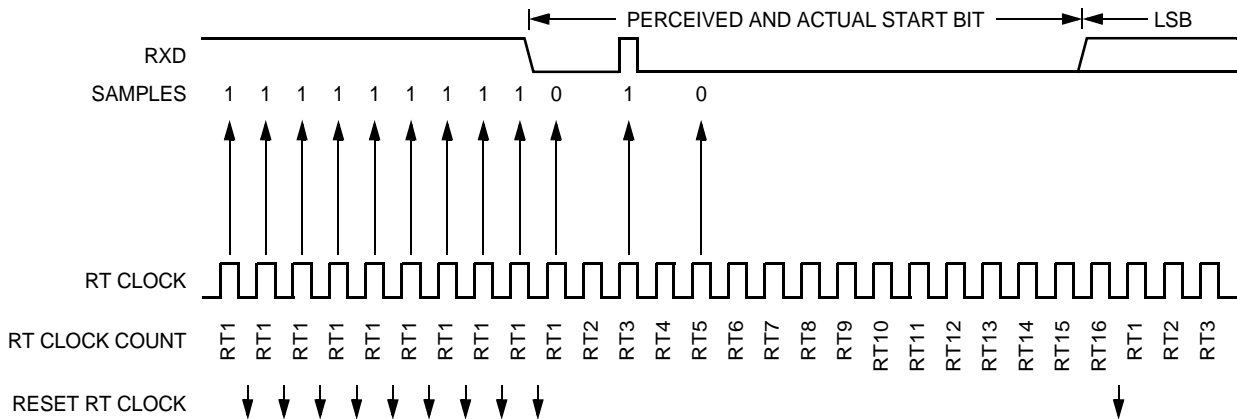 PERCEIVED AND ACTUAL START BIT LSB
RXD
SAMPLES 1 1 1 1 1 1 1 1 1 0 1 0
RT CLOCK
RT CLOCK COUNT RT1 RT1 RT1 RT1 RT1 RT1 RT1 RT1 RT1 RT1 RT2 RT3 RT4 RT5 RT6 RT7 RT8 RT9 RT10 RT11 RT12 RT13 RT14 RT15 RT16 RT1 RT2 RT3
RESET RT CLOCK